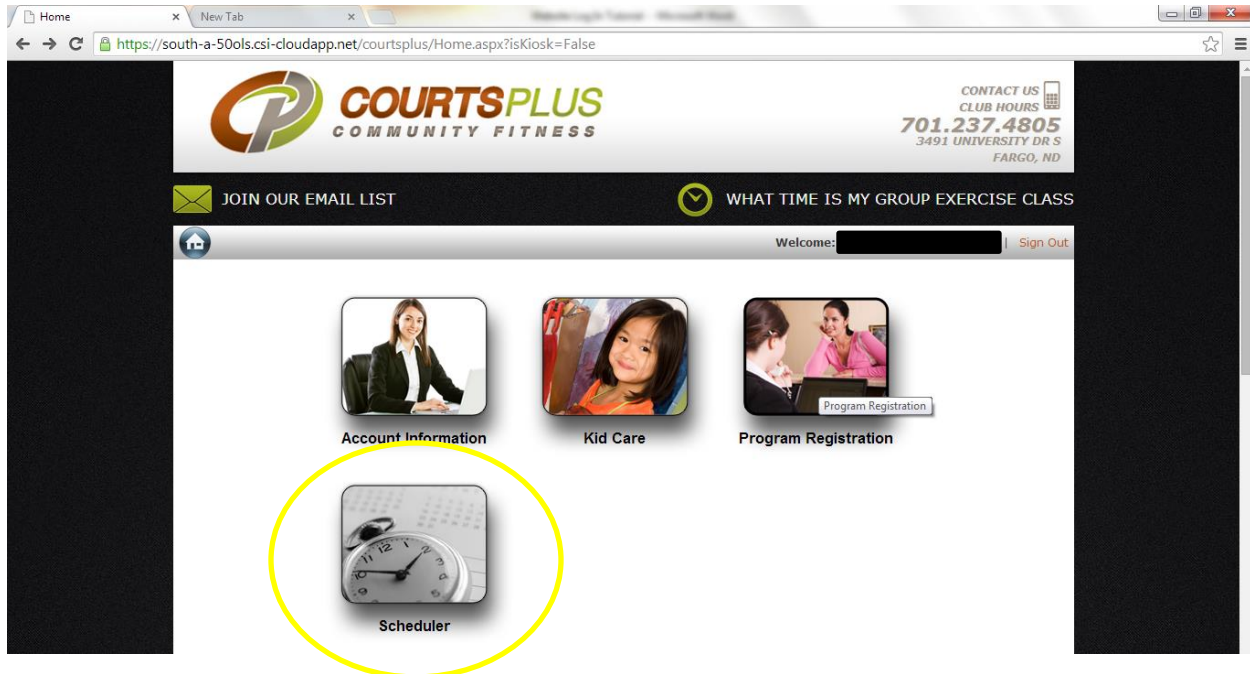 Home
New Tab
https://south-a-50ols.csi-cloudapp.net/courtsplus/Home.aspx?isKiosk=False
COURTSPLUS
COMMUNITY FITNESS
CONTACT US
CLUB HOURS
701.237.4805
3491 UNIVERSITY DR S
FARGO, ND
JOIN OUR EMAIL LIST
WHAT TIME IS MY GROUP EXERCISE CLASS
Welcome: | Sign Out
Program Registration
Account Information
Kid Care
Program Registration
Scheduler